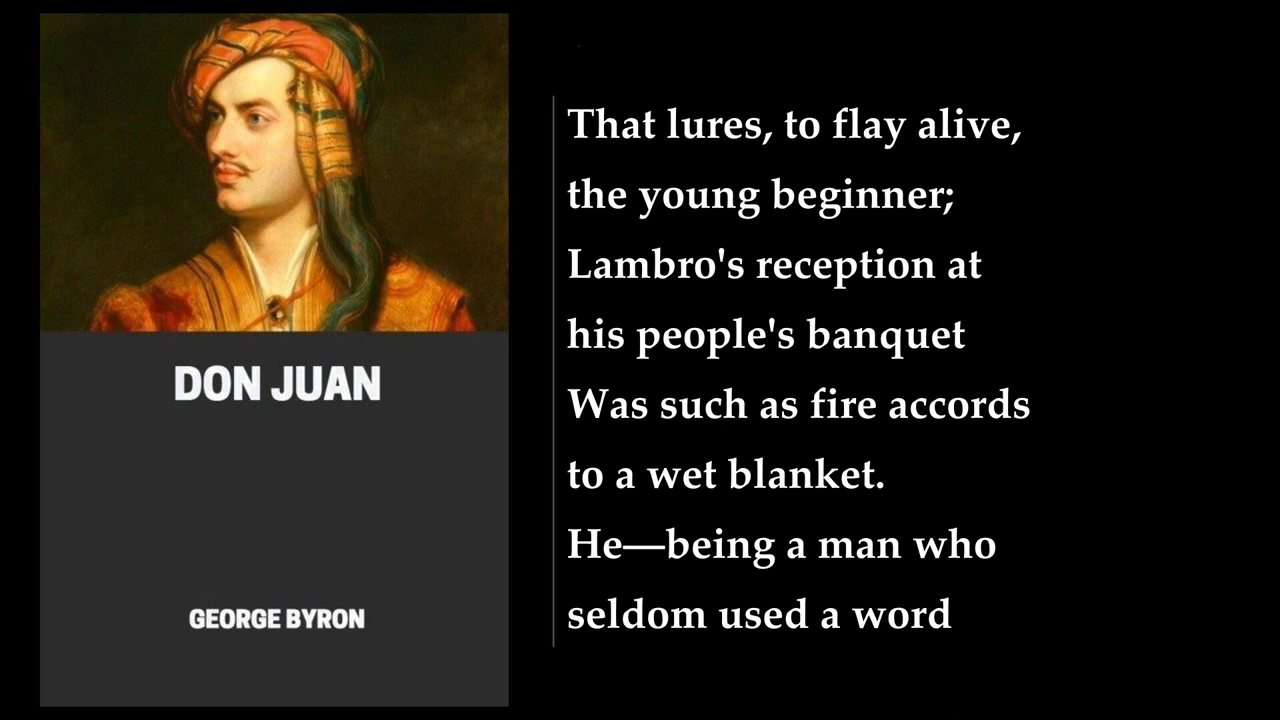 DON JUAN
GEORGE BYRON
That lures, to flay alive,
the young beginner;
Lambro's reception at
his people's banquet
Was such as fire accords
to a wet blanket.
He—being a man who
seldom used a word